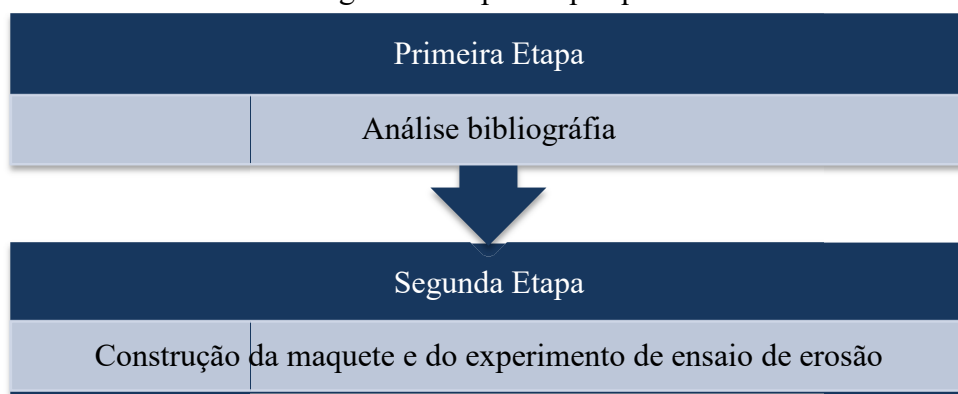 Primeira Etapa
Análise bibliográfia
Segunda Etapa
Construção da maquete e do experimento de ensaio de erosão